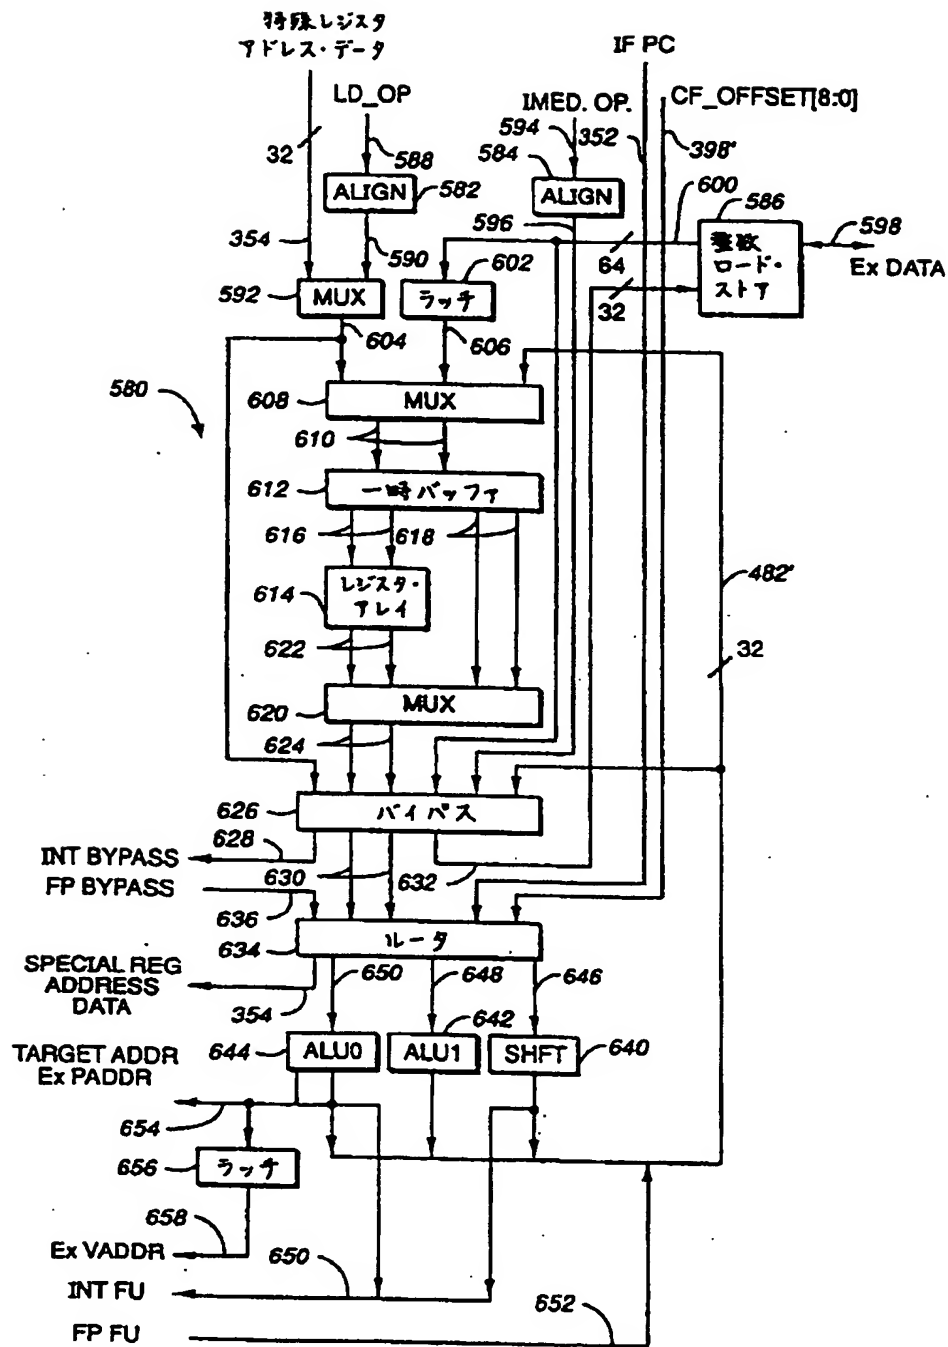 特殊レジスタ
アドレス・データ
IF PC
LD_OP
IMED. OP.
CF_OFFSET[8:0]
32
588
594
352
398'
584
ALIGN
582
ALIGN
600
586
354
590
596
602
64
整数
ロード・
ストア
598
Ex DATA
592
MUX
ラッチ
32
604
606
580
608
MUX
610
612
一時バッファ
616
618
482'
614
レジスタ・
アレイ
622
32
620
MUX
624
626
バイパス
628
INT BYPASS
630
632
FP BYPASS
636
634
ルータ
SPECIAL REG
ADDRESS
DATA
354
650
648
646
642
TARGET ADDR
Ex PADDR
644
ALU0
ALU1
SHFT
640
654
656
ラッチ
658
Ex VADDR
650
INT FU
652
FP FU